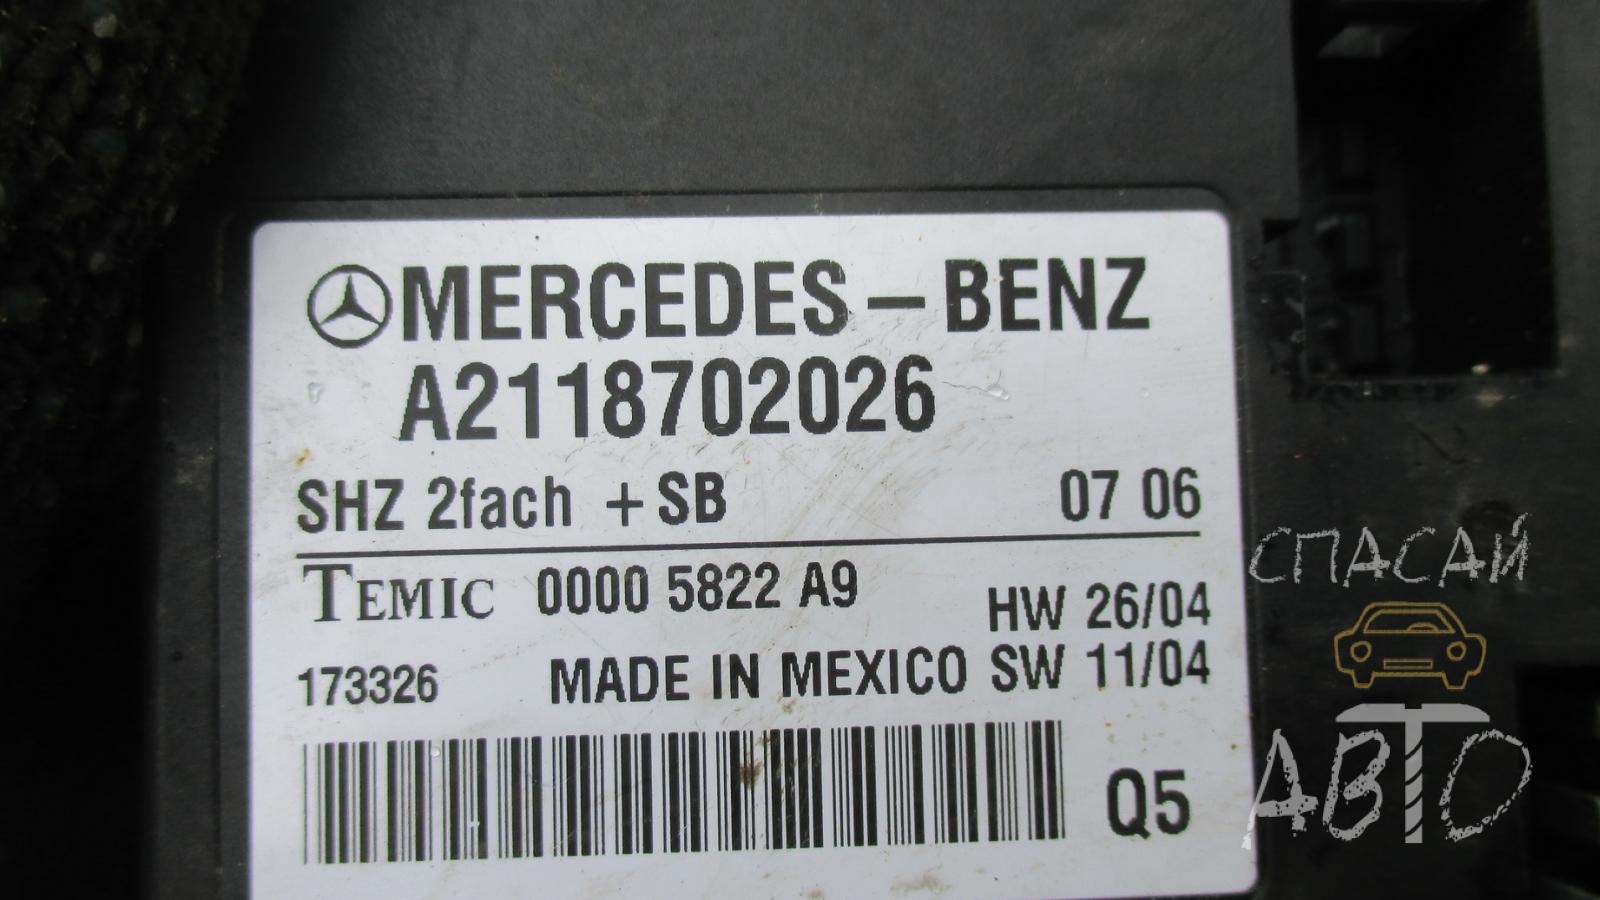 MERCEDES-BENZ
A2118702026
SHZ 2fach +SB 07 06
TEMIC 0000 5822 A9 HW 26/04
173326 MADE IN MEXICO SW 11/04
Q5
СПАСАЙ
АВТО